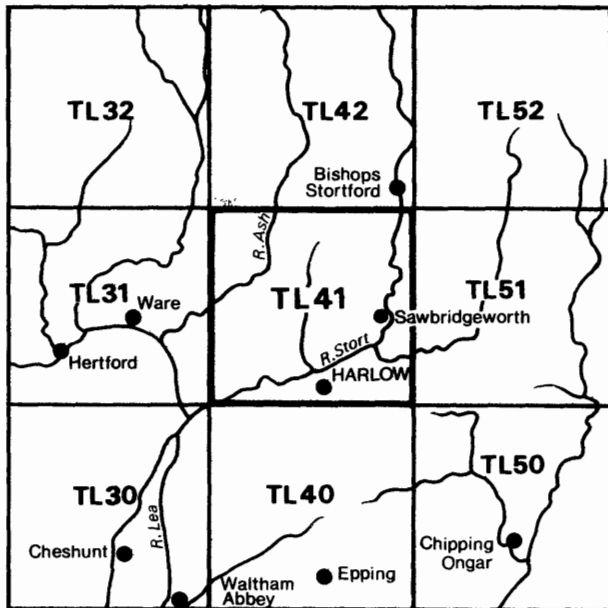 TL32
TL42
TL52
Bishops
Stortford
R. Ash
TL31
Ware
TL41
TL51
Sawbridgeworth
R. Stort
Hertford
HARLOW
TL30
TL40
TL50
R. Lea
Cheshunt
Chipping
Ongar
Epping
Waltham
Abbey